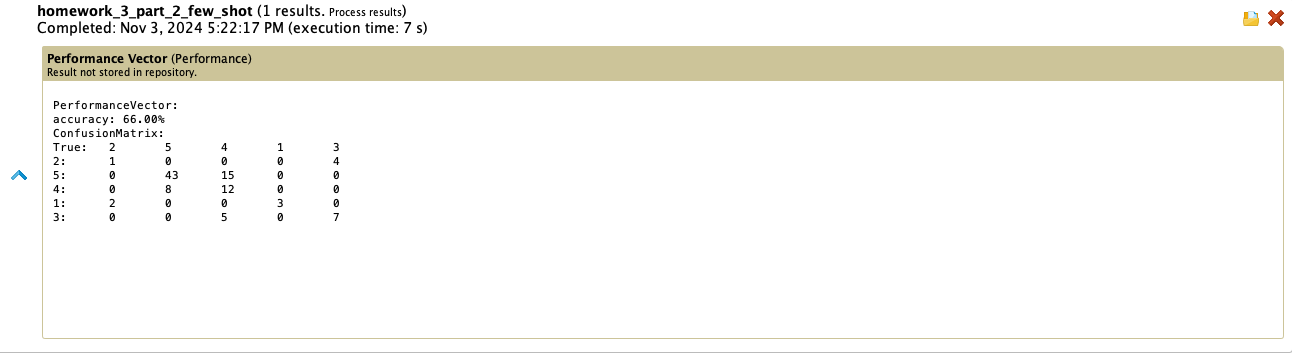 homework_3_part_2_few_shot (1 results. Process results)
Completed: Nov 3, 2024 5:22:17 PM (execution time: 7 s)
Performance Vector (Performance)
Result not stored in repository.
PerformanceVector:
accuracy: 66.00%
ConfusionMatrix:
True: 2 5 4 1 3
2: 1 0 0 0 4
5: 0 43 15 0 0
4: 0 8 12 0 0
1: 2 0 0 3 0
3: 0 0 5 0 7